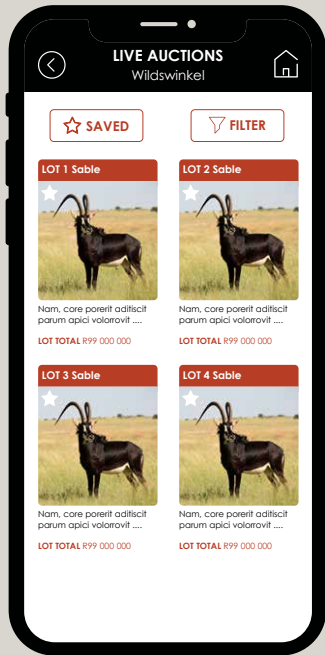 LIVE AUCTIONS
Wildswinkel
SAVED
FILTER
LOT 1 Sable
LOT 2 Sable
Nam, core porerit aditiscit
parum apici volorrovit ....
LOT TOTAL R99 000 000
Nam, core porerit aditiscit
parum apici volorrovit ....
LOT TOTAL R99 000 000
LOT 3 Sable
LOT 4 Sable
Nam, core porerit aditiscit
parum apici volorrovit ....
LOT TOTAL R99 000 000
Nam, core porerit aditiscit
parum apici volorrovit ....
LOT TOTAL R99 000 000